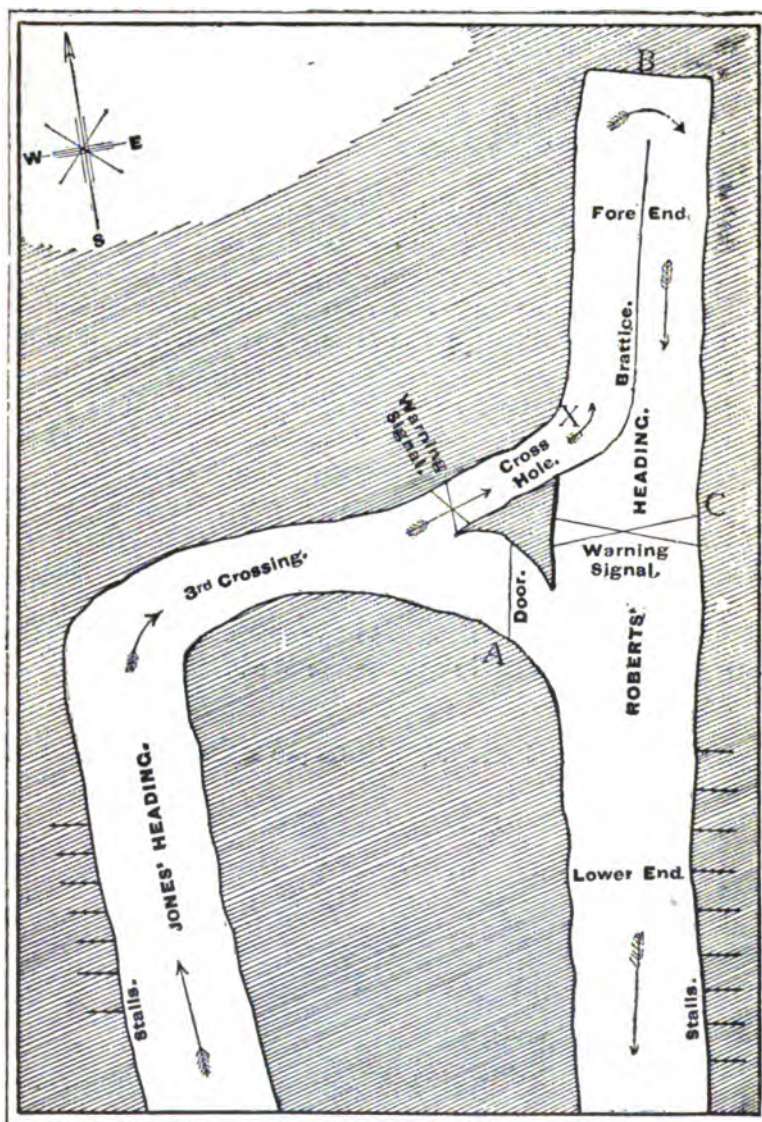 B
W
E
S
Fore End.
Brattice.
Warning
Signal.
X
Cross
Hole.
HEADING.
C
Warning
Signal.
3rd Crossing.
Door.
A
ROBERTS'
JONES' HEADING.
Lower End.
Stalls.
Stalls.